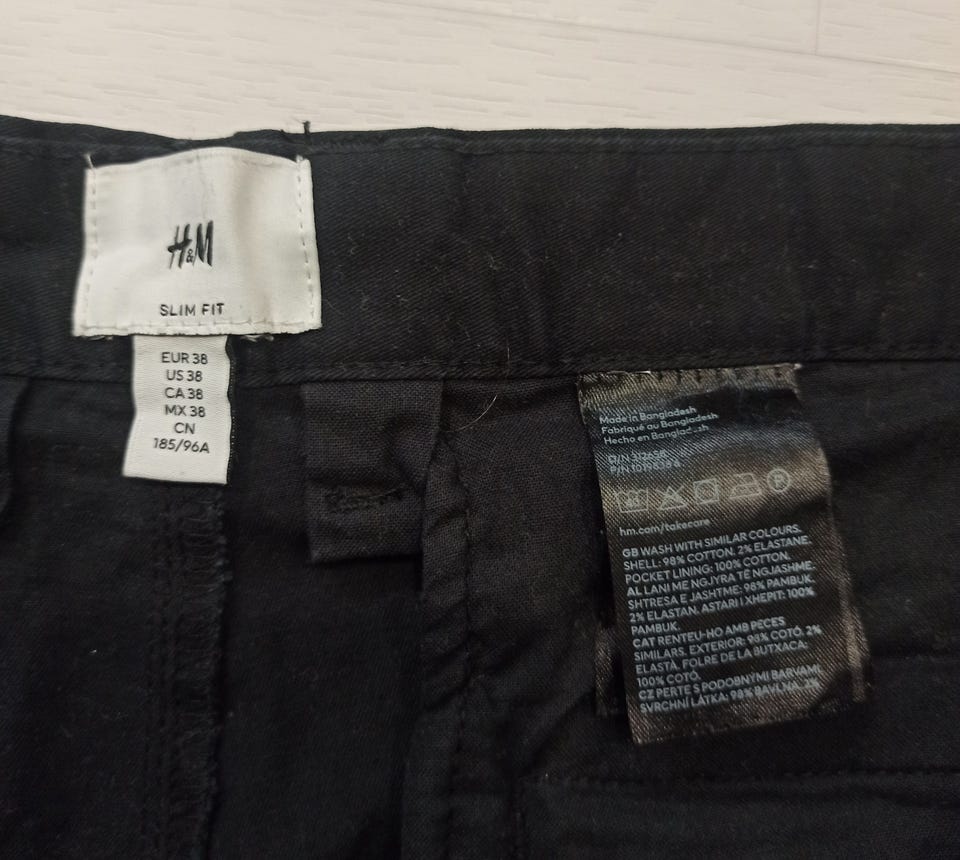 H&M
SLIM FIT
EUR 38
US 38
CA 38
MX 38
CN
185/96A
Made in Bangladesh
Fabriqué au Bangladesh
Hecho en Bangladesh
hm.com/takecare
GB WASH WITH SIMILAR COLOURS.
SHELL: 98% COTTON. 2% ELASTANE.
POCKET LINING: 100% COTTON.
AL LANI ME NGJYRA TË NGJASHME.
SHTRESA E JASHTME: 98% PAMBUK.
2% ELASTAN. ASTARI I XHEPIT: 100%
PAMBUK.
CAT RENTEU-HO AMB PECES
SIMILARS. EXTERIOR: 98% COTÓ. 2%
ELASTÀ. FOLRE DE LA BUTXACA:
100% COTÓ.
CZ PERTE S PODOBNÝMI BARVAMI.
SVRCHNÍ LÁTKA: 98% BAVLNA. 2%